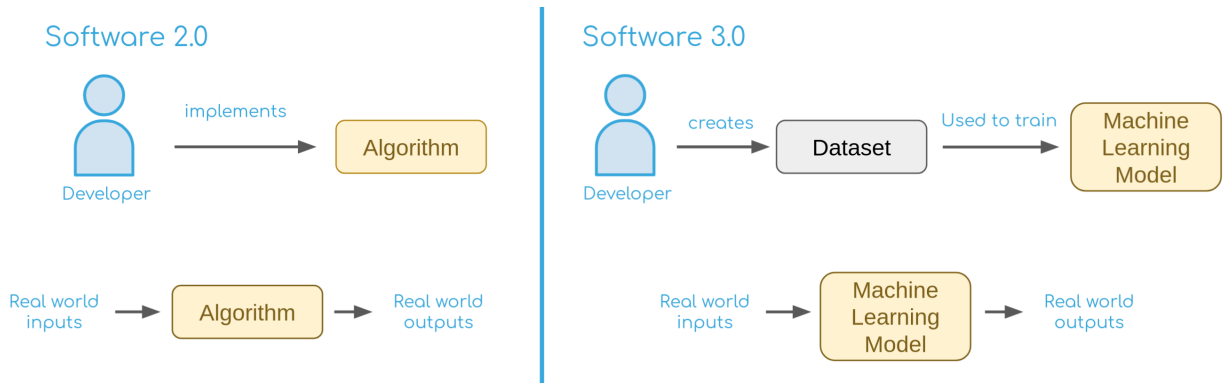 Software 2.0
implements
Algorithm
Developer
Real world
inputs
Algorithm
Real world
outputs
Software 3.0
creates
Dataset
Used to train
Machine
Learning
Model
Developer
Real world
inputs
Machine
Learning
Model
Real world
outputs